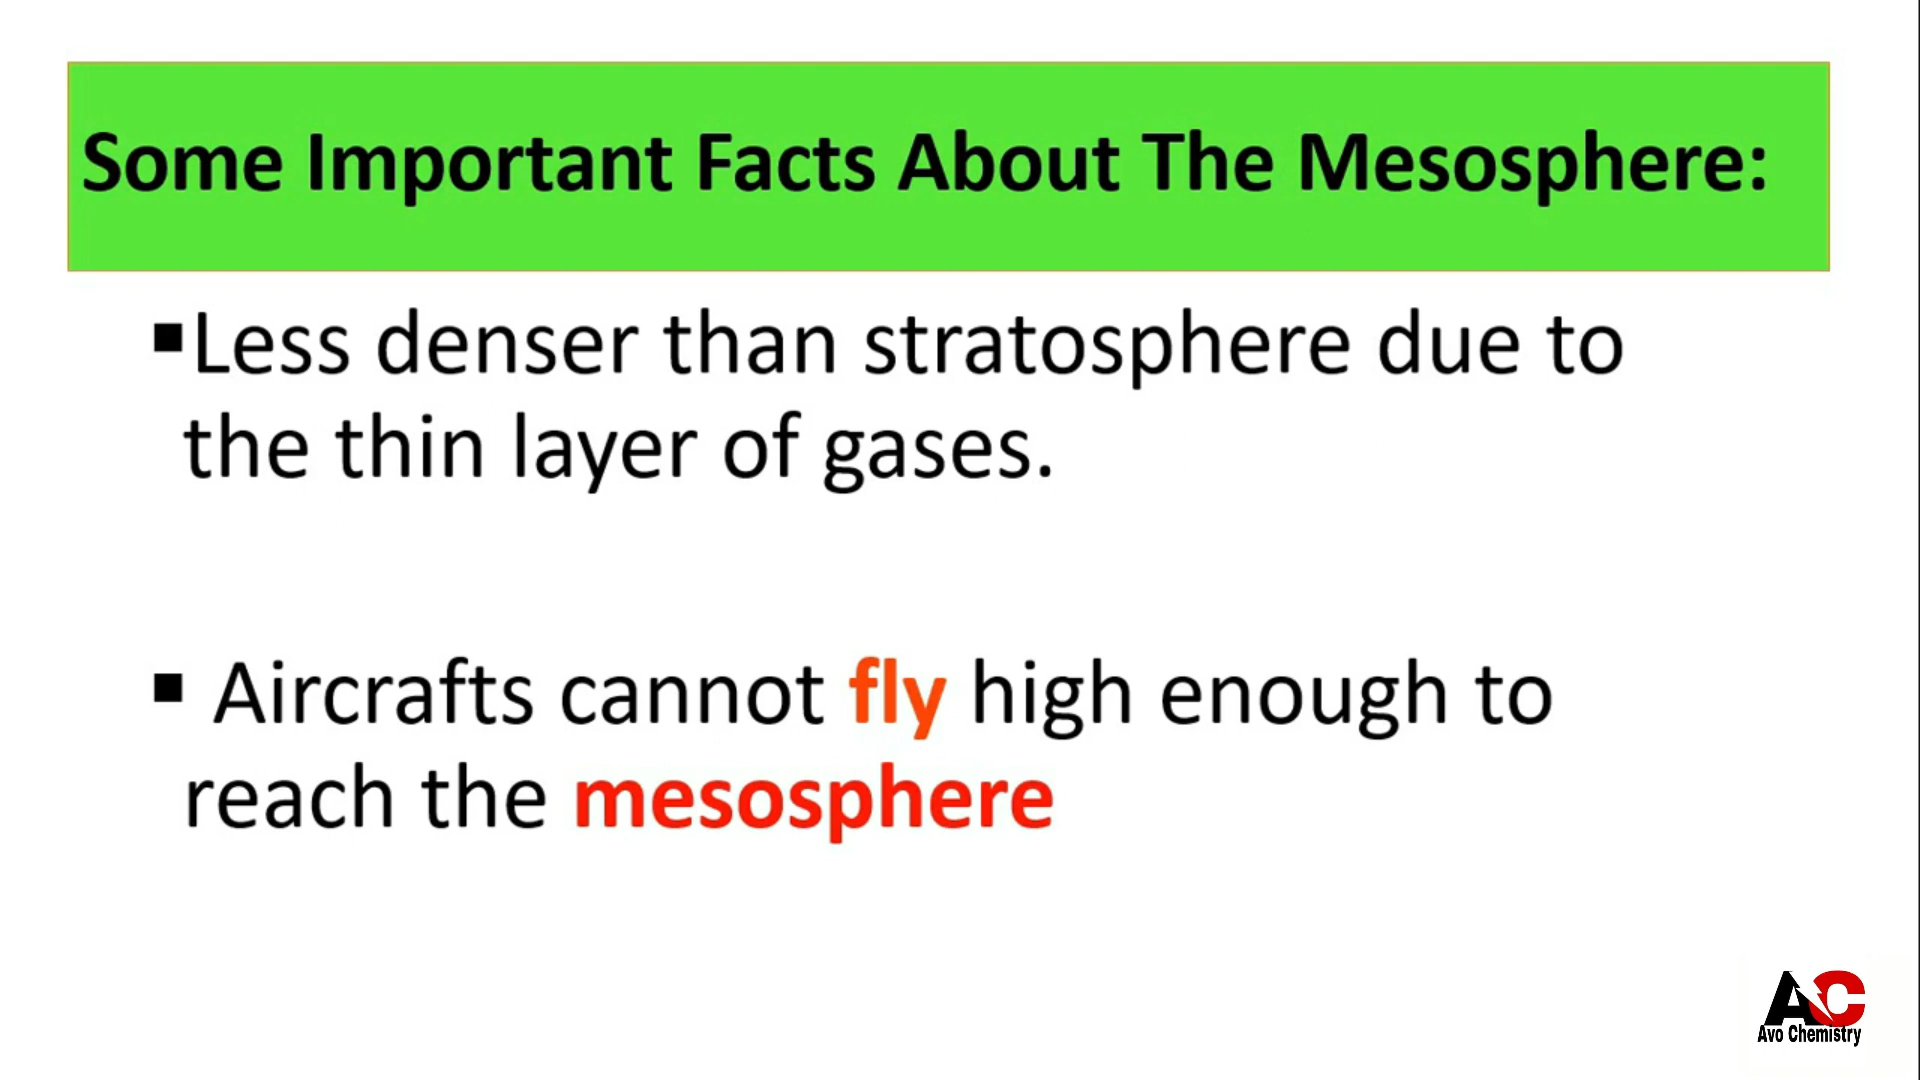 Some Important Facts About The Mesosphere:
▪Less denser than stratosphere due to
the thin layer of gases.
▪ Aircrafts cannot fly high enough to
reach the mesosphere
AC
Avo Chemistry